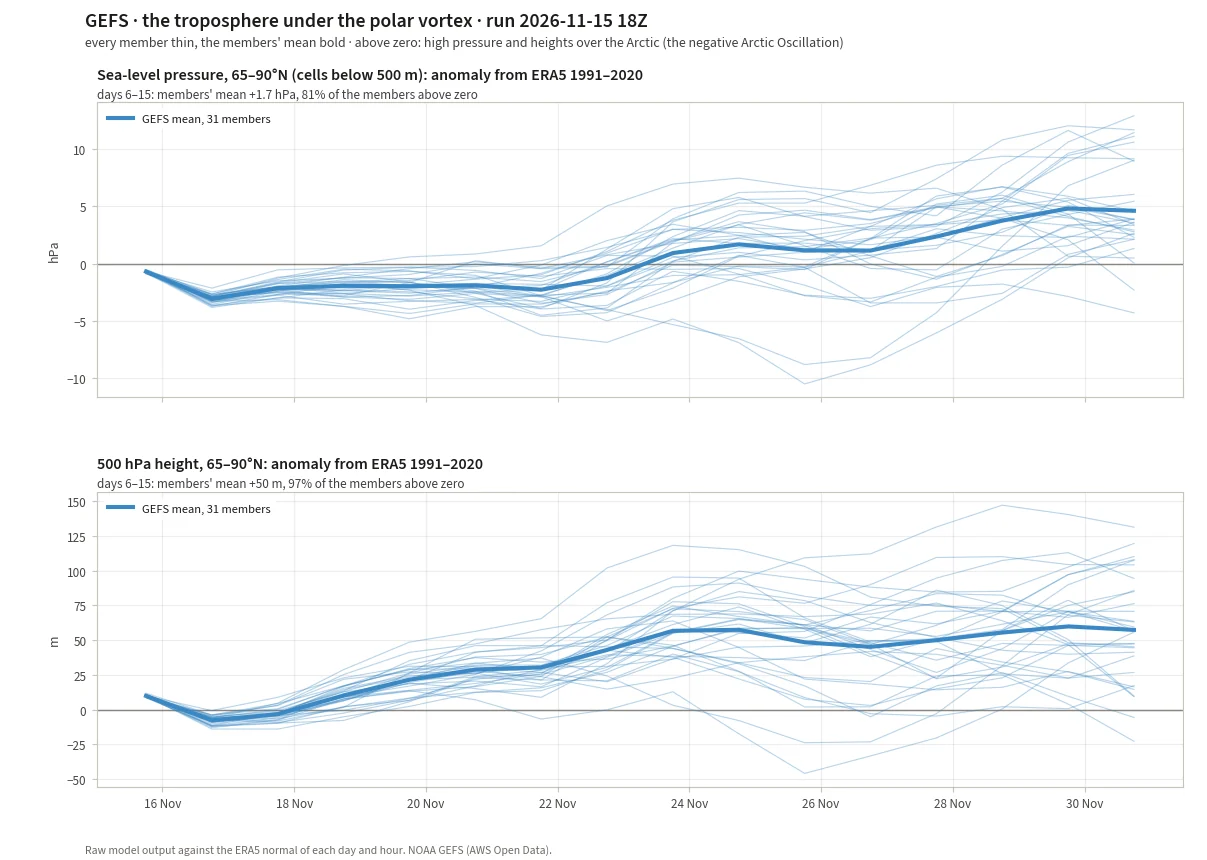 GEFS · the troposphere under the polar vortex · run 2026-11-15 18Z
every member thin, the members' mean bold · above zero: high pressure and heights over the Arctic (the negative Arctic Oscillation)
Sea-level pressure, 65–90°N (cells below 500 m): anomaly from ERA5 1991–2020
days 6–15: members' mean +1.7 hPa, 81% of the members above zero
GEFS mean, 31 members
10
5
0
−5
−10
hPa
500 hPa height, 65–90°N: anomaly from ERA5 1991–2020
days 6–15: members' mean +50 m, 97% of the members above zero
GEFS mean, 31 members
150
125
100
75
50
25
0
−25
−50
m
16 Nov
18 Nov
20 Nov
22 Nov
24 Nov
26 Nov
28 Nov
30 Nov
Raw model output against the ERA5 normal of each day and hour. NOAA GEFS (AWS Open Data).